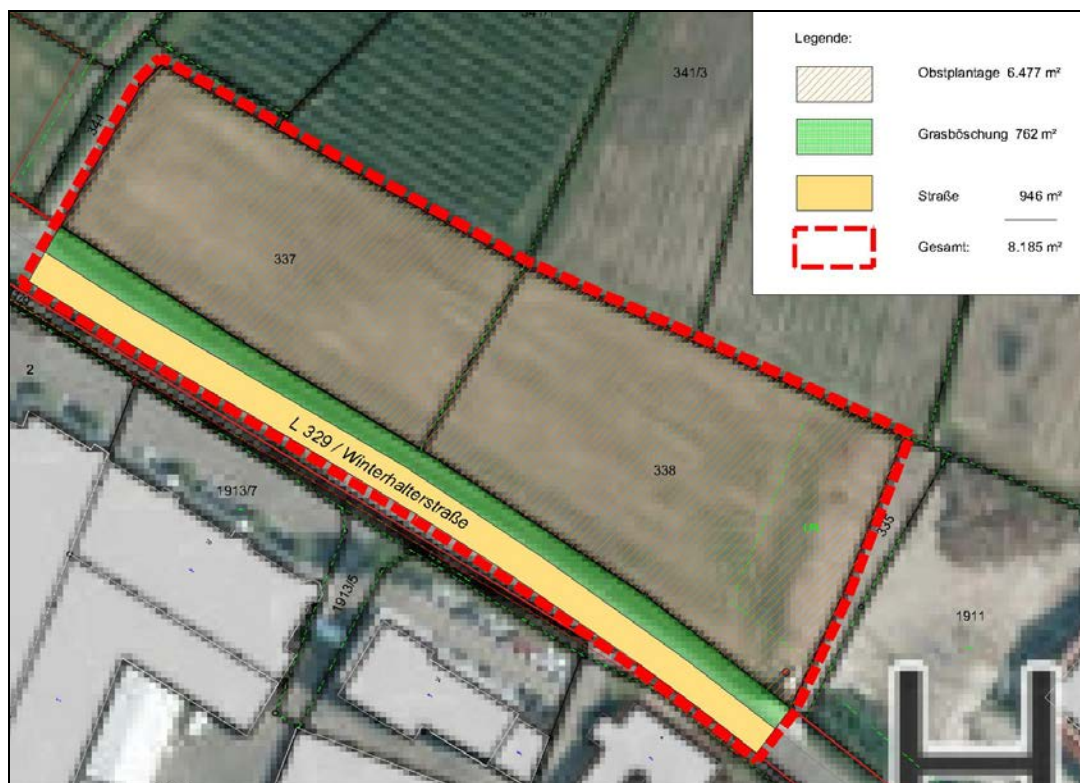 Legende:
Obstplantage 6.477 m²
Grasböschung 762 m²
Straße 946 m²
Gesamt: 8.185 m²
341/3
341
337
338
335
1911
2
L 329 / Winterhalterstraße
1913/7
1913/5